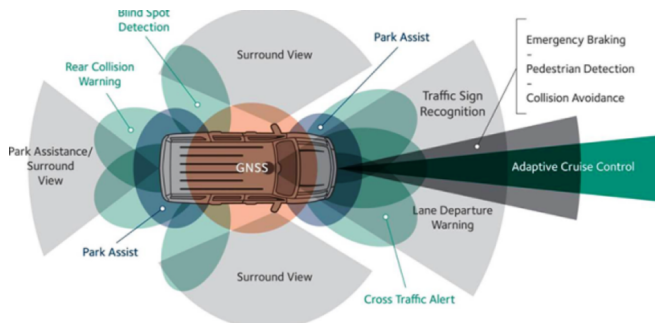 Blind Spot
Detection
Surround View
Park Assist
Emergency Braking
Pedestrian Detection
Collision Avoidance
Rear Collision
Warning
Traffic Sign
Recognition
Park Assistance/
Surround
View
GNSS
Adaptive Cruise Control
Lane Departure
Warning
Park Assist
Surround View
Cross Traffic Alert